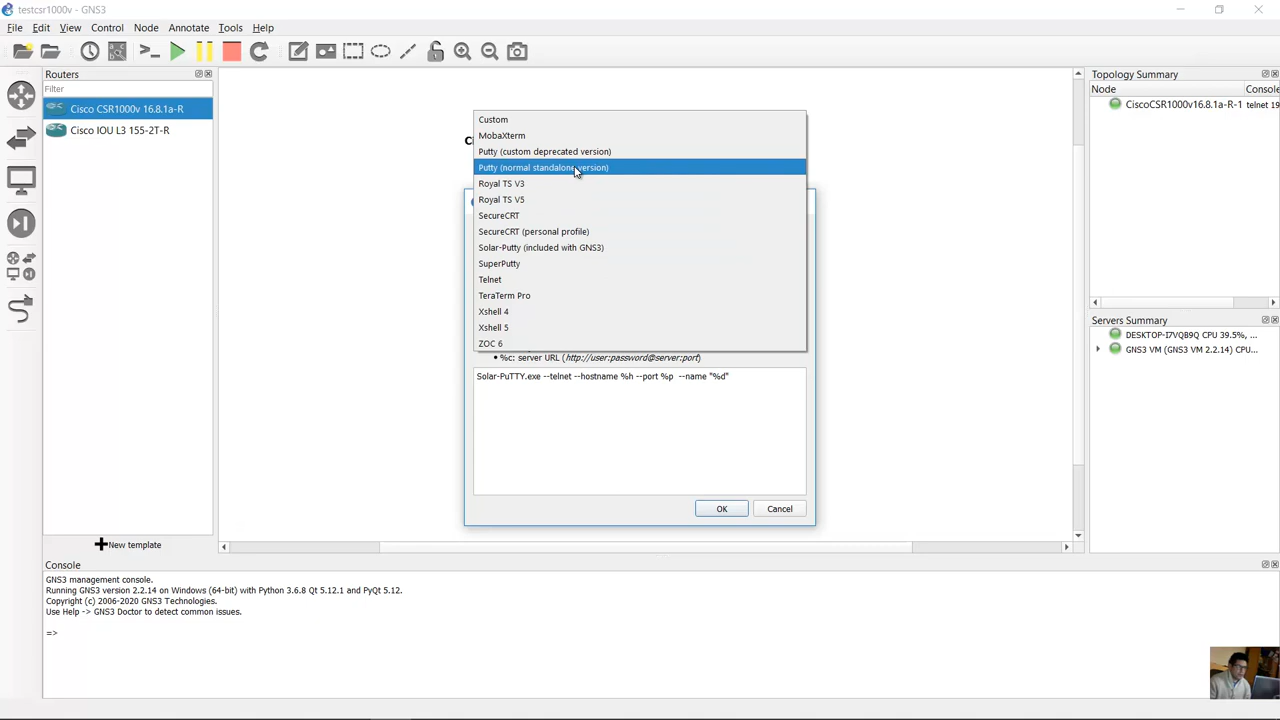 testcsr1000v - GNS3
File Edit View Control Node Annotate Tools Help
Routers
Filter
Cisco CSR1000v 16.8.1a-R
Cisco IOU L3 155-2T-R
New template
C
Custom
MobaXterm
Putty (custom deprecated version)
Putty (normal standalone version)
Royal TS V3
Royal TS V5
SecureCRT
SecureCRT (personal profile)
Solar-Putty (included with GNS3)
SuperPutty
Telnet
TeraTerm Pro
Xshell 4
Xshell 5
ZOC 6
• %c: server URL (http://user:password@server:port)
Solar-PuTTY.exe --telnet --hostname %h --port %p  --name "%d"
OK Cancel
Topology Summary
Node Console
CiscoCSR1000v16.8.1a-R-1 telnet 19
Servers Summary
DESKTOP-I7VQB9Q CPU 39.5%, ...
GNS3 VM (GNS3 VM 2.2.14) CPU...
Console
GNS3 management console.
Running GNS3 version 2.2.14 on Windows (64-bit) with Python 3.6.8 Qt 5.12.1 and PyQt 5.12.
Copyright (c) 2006-2020 GNS3 Technologies.
Use Help -> GNS3 Doctor to detect common issues.
=>